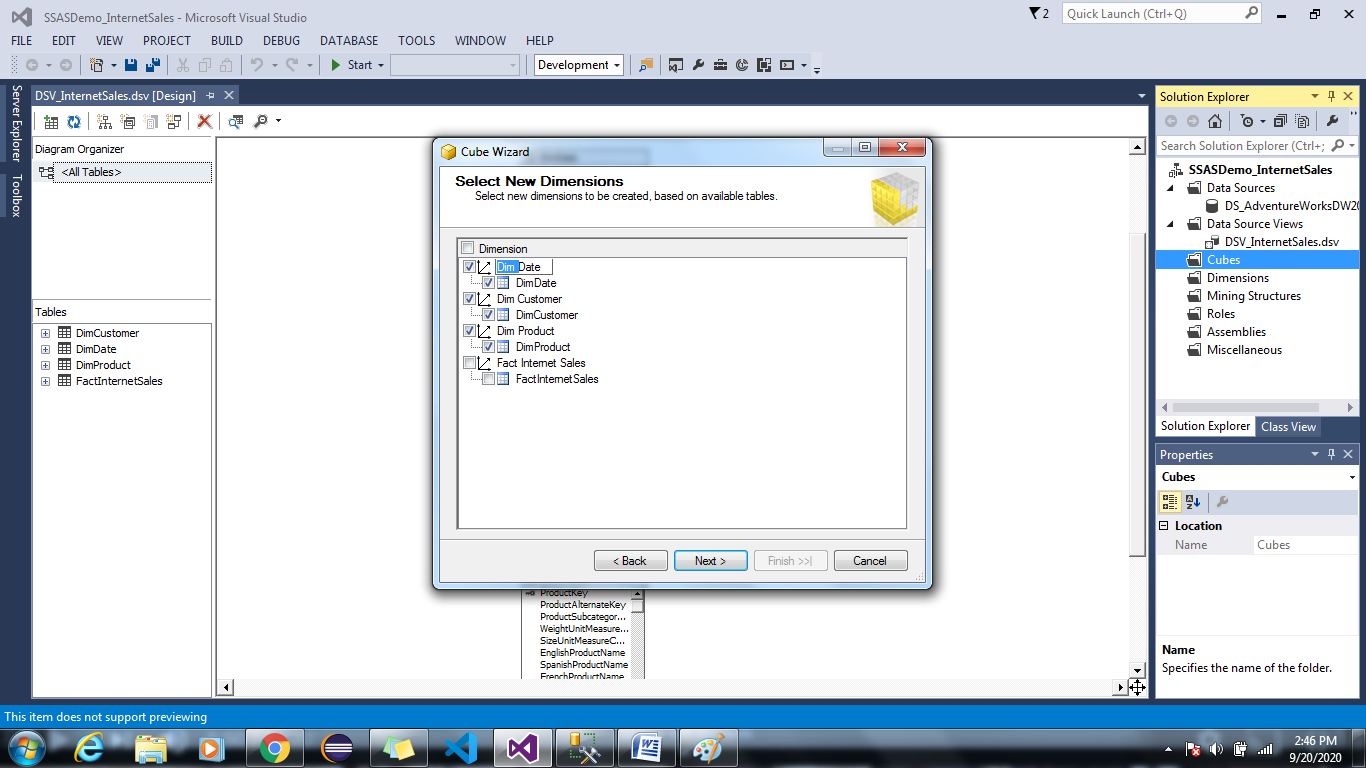 SSASDemo_InternetSales - Microsoft Visual Studio
2
Quick Launch (Ctrl+Q)
FILE EDIT VIEW PROJECT BUILD DEBUG DATABASE TOOLS WINDOW HELP
Start
Development
Server Explorer
Toolbox
DSV_InternetSales.dsv [Design]
Diagram Organizer
<All Tables>
Tables
DimCustomer
DimDate
DimProduct
FactInternetSales
Cube Wizard
Select New Dimensions
Select new dimensions to be created, based on available tables.
Dimension
Dim Date
DimDate
Dim Customer
DimCustomer
Dim Product
DimProduct
Fact Internet Sales
FactInternetSales
< Back
Next >
Finish >>|
Cancel
ProductKey
ProductAlternateKey
ProductSubcategor...
WeightUnitMeasure...
SizeUnitMeasureC...
EnglishProductName
SpanishProductName
FrenchProductName
Solution Explorer
Search Solution Explorer (Ctrl+;
SSASDemo_InternetSales
Data Sources
DS_AdventureWorksDW20
Data Source Views
DSV_InternetSales.dsv
Cubes
Dimensions
Mining Structures
Roles
Assemblies
Miscellaneous
Solution Explorer
Class View
Properties
Cubes
Location
Name Cubes
Name
Specifies the name of the folder.
This item does not support previewing
2:46 PM
9/20/2020